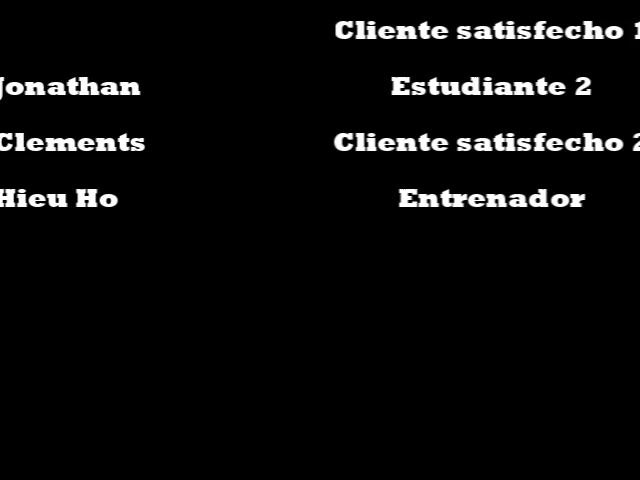 Cliente satisfecho 1
Jonathan Estudiante 2
Clements Cliente satisfecho 2
Hieu Ho Entrenador